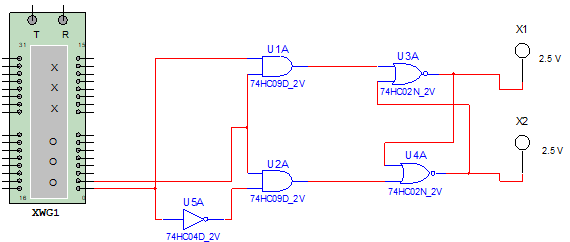 T R
31 15
X
X
X
O
O
O
16 0
XWG1
U1A
74HC09D_2V
U2A
74HC09D_2V
U5A
74HC04D_2V
U3A
74HC02N_2V
U4A
74HC02N_2V
X1
2.5 V
X2
2.5 V